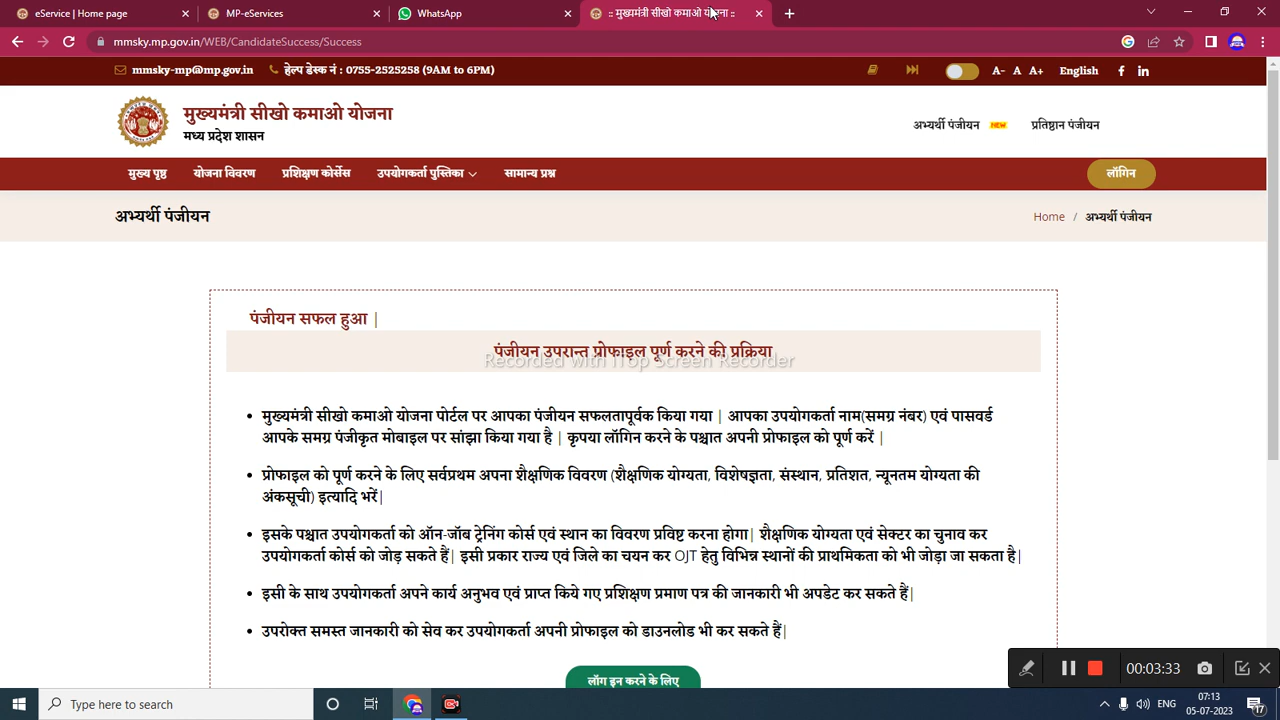 eService | Home page
MP-eServices
WhatsApp
:: मुख्यमंत्री सीखो कमाओ योजना ::
mmsky.mp.gov.in/WEB/CandidateSuccess/Success
mmsky-mp@mp.gov.in
हेल्प डेस्क नं : 0755-2525258 (9AM to 6PM)
A- A A+ English
मुख्यमंत्री सीखो कमाओ योजना
मध्य प्रदेश शासन
अभ्यर्थी पंजीयन NEW प्रतिष्ठान पंजीयन
मुख्य पृष्ठ योजना विवरण प्रशिक्षण कोर्सेस उपयोगकर्ता पुस्तिका सामान्य प्रश्न लॉगिन
अभ्यर्थी पंजीयन
Home / अभ्यर्थी पंजीयन
पंजीयन सफल हुआ |
पंजीयन उपरान्त प्रोफाइल पूर्ण करने की प्रक्रिया
Recorded with iTop Screen Recorder
• मुख्यमंत्री सीखो कमाओ योजना पोर्टल पर आपका पंजीयन सफलतापूर्वक किया गया | आपका उपयोगकर्ता नाम(समग्र नंबर) एवं पासवर्ड
आपके समग्र पंजीकृत मोबाइल पर सांझा किया गया है | कृपया लॉगिन करने के पश्चात अपनी प्रोफाइल को पूर्ण करें |
• प्रोफाइल को पूर्ण करने के लिए सर्वप्रथम अपना शैक्षणिक विवरण (शैक्षणिक योग्यता, विशेषज्ञता, संस्थान, प्रतिशत, न्यूनतम योग्यता की
अंकसूची) इत्यादि भरें|
• इसके पश्चात उपयोगकर्ता को ऑन-जॉब ट्रेनिंग कोर्स एवं स्थान का विवरण प्रविष्ट करना होगा| शैक्षणिक योग्यता एवं सेक्टर का चुनाव कर
उपयोगकर्ता कोर्स को जोड़ सकते हैं| इसी प्रकार राज्य एवं जिले का चयन कर OJT हेतु विभिन्न स्थानों की प्राथमिकता को भी जोड़ा जा सकता है|
• इसी के साथ उपयोगकर्ता अपने कार्य अनुभव एवं प्राप्त किये गए प्रशिक्षण प्रमाण पत्र की जानकारी भी अपडेट कर सकते हैं|
• उपरोक्त समस्त जानकारी को सेव कर उपयोगकर्ता अपनी प्रोफाइल को डाउनलोड भी कर सकते हैं|
लॉग इन करने के लिए
00:03:33
Type here to search
ENG
07:13
05-07-2023
17